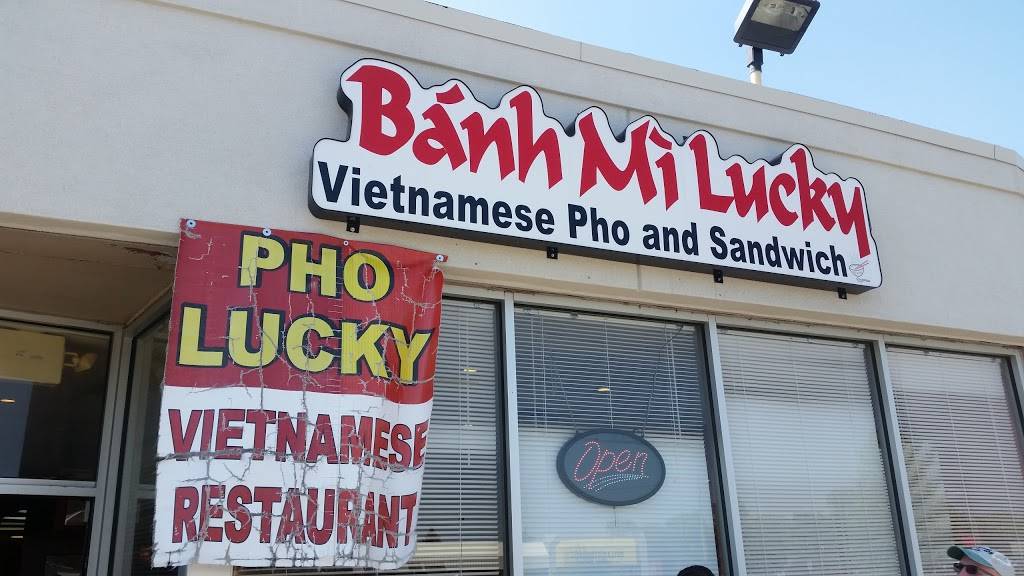 Bánh Mì Lucky
Vietnamese Pho and Sandwich
PHO
LUCKY
VIETNAMESE
RESTAURANT
Open